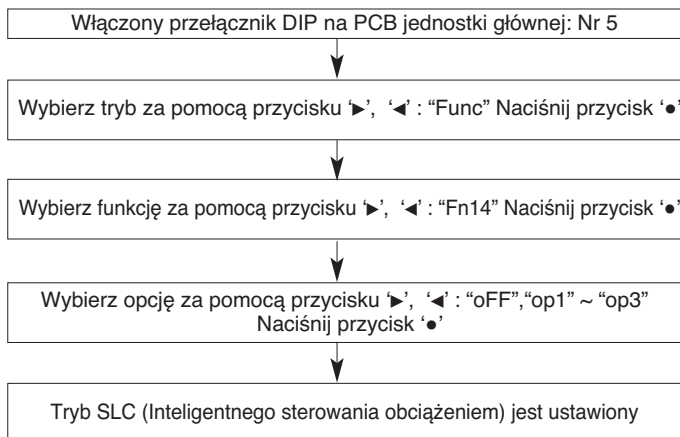 Włączony przełącznik DIP na PCB jednostki głównej: Nr 5
Wybierz tryb za pomocą przycisku ‘►’, ‘◄’ : “Func” Naciśnij przycisk ‘●’
Wybierz funkcję za pomocą przycisku ‘►’, ‘◄’ : “Fn14” Naciśnij przycisk ‘●’
Wybierz opcję za pomocą przycisku ‘►’, ‘◄’ : “oFF”,“op1” ~ “op3”
Naciśnij przycisk ‘●’
Tryb SLC (Inteligentnego sterowania obciążeniem) jest ustawiony